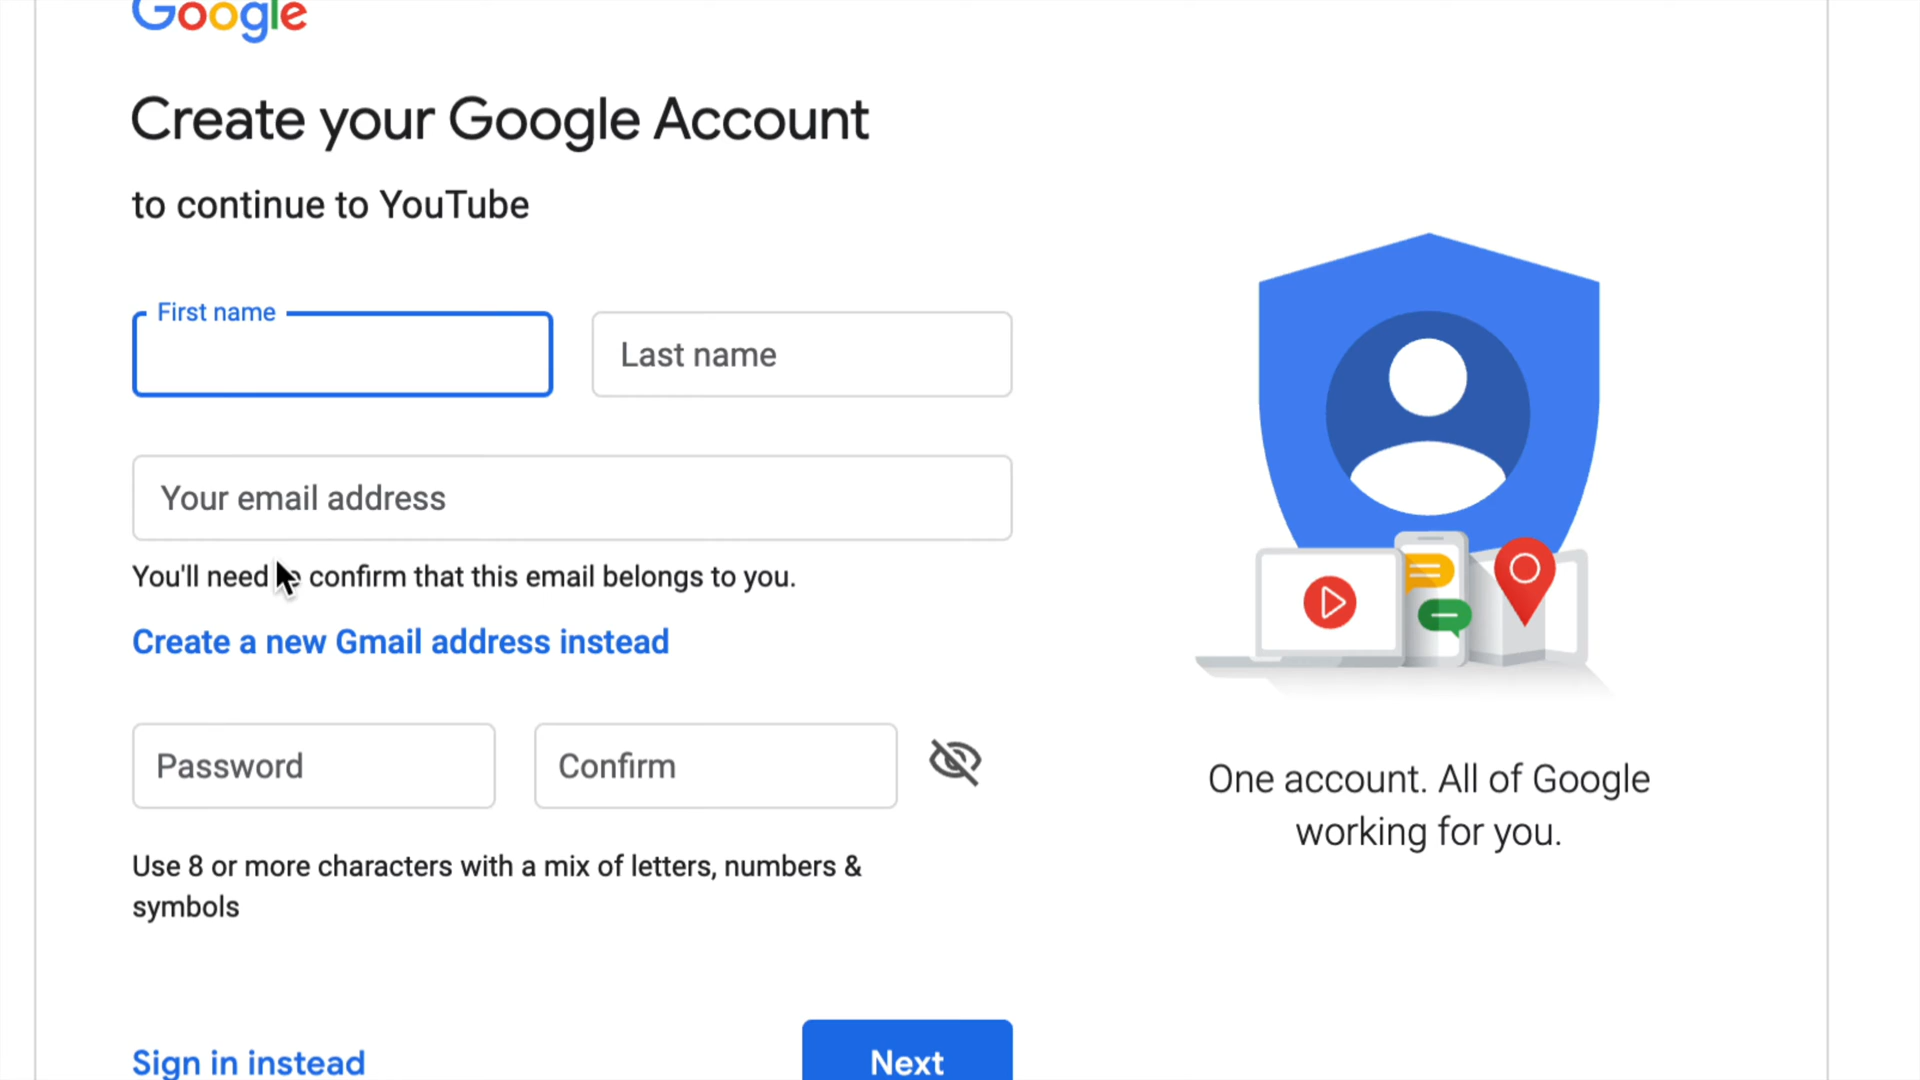 Google
Create your Google Account
to continue to YouTube
First name
Last name
Your email address
You'll need to confirm that this email belongs to you.
Create a new Gmail address instead
Password
Confirm
Use 8 or more characters with a mix of letters, numbers &
symbols
One account. All of Google
working for you.
Sign in instead
Next